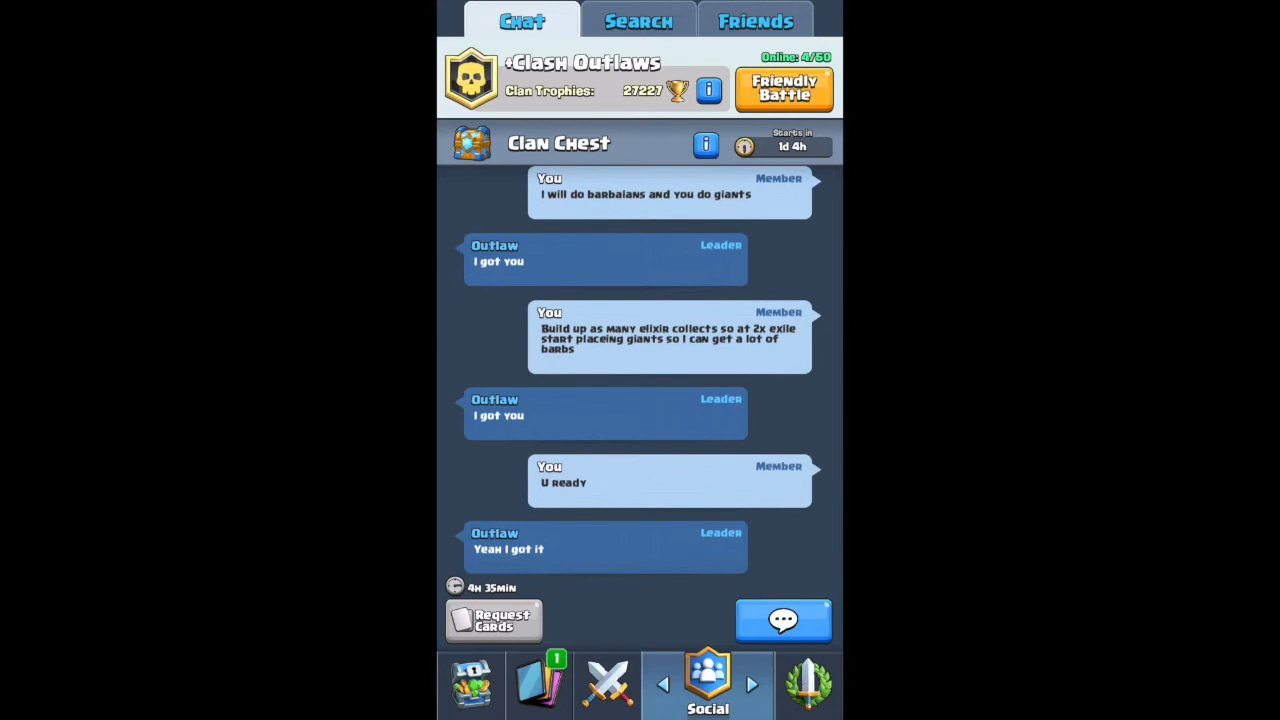 Chat Search Friends
+Clash Outlaws
Online: 4/50
Clan Trophies: 27227
Friendly Battle
Clan Chest
Starts in
1d 4h
You Member
I will do barbaians and you do giants
Outlaw Leader
I got you
You Member
Build up as many elixir collects so at 2x exile
start placeing giants so I can get a lot of
barbs
Outlaw Leader
I got you
You Member
U ready
Outlaw Leader
Yeah I got it
4h 35min
Request
Cards
1
Social